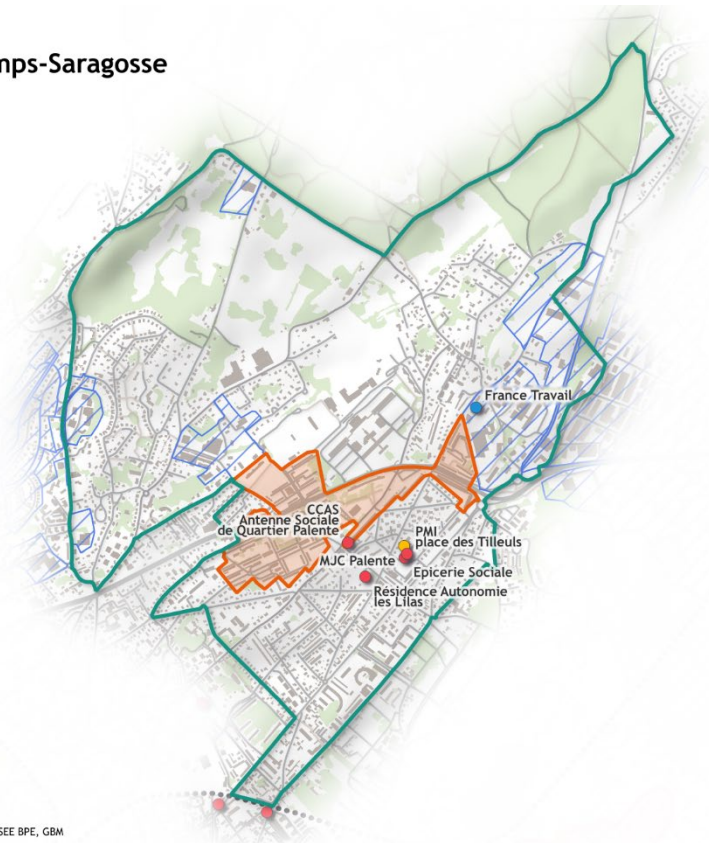 mps-Saragosse
France Travail
CCAS
Antenne Sociale
de Quartier Palente
PMI
place des Tilleuls
MJC Palente
Epicerie Sociale
Résidence Autonomie
les Lilas
SEE BPE, GBM